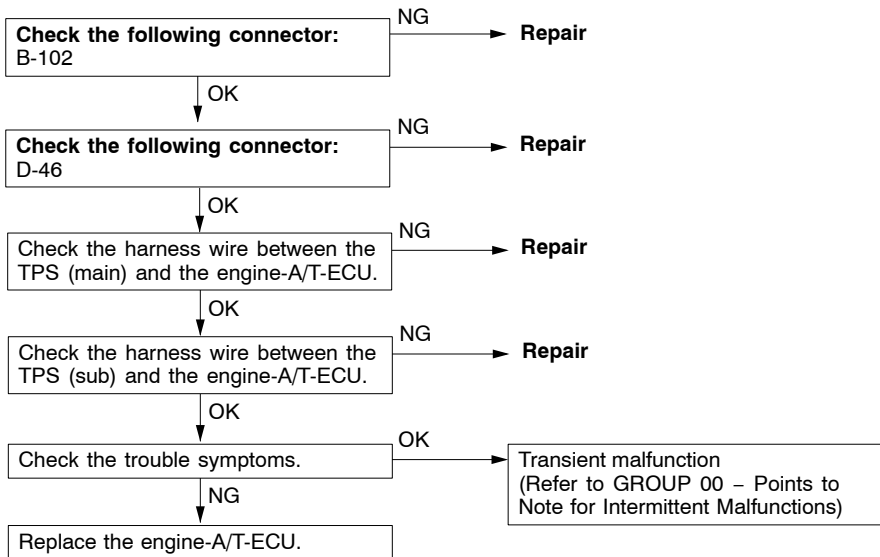 Check the following connector:
B-102
NG
Repair
OK
Check the following connector:
D-46
NG
Repair
OK
Check the harness wire between the
TPS (main) and the engine-A/T-ECU.
NG
Repair
OK
Check the harness wire between the
TPS (sub) and the engine-A/T-ECU.
NG
Repair
OK
Check the trouble symptoms.
OK
Transient malfunction
(Refer to GROUP 00 – Points to
Note for Intermittent Malfunctions)
NG
Replace the engine-A/T-ECU.